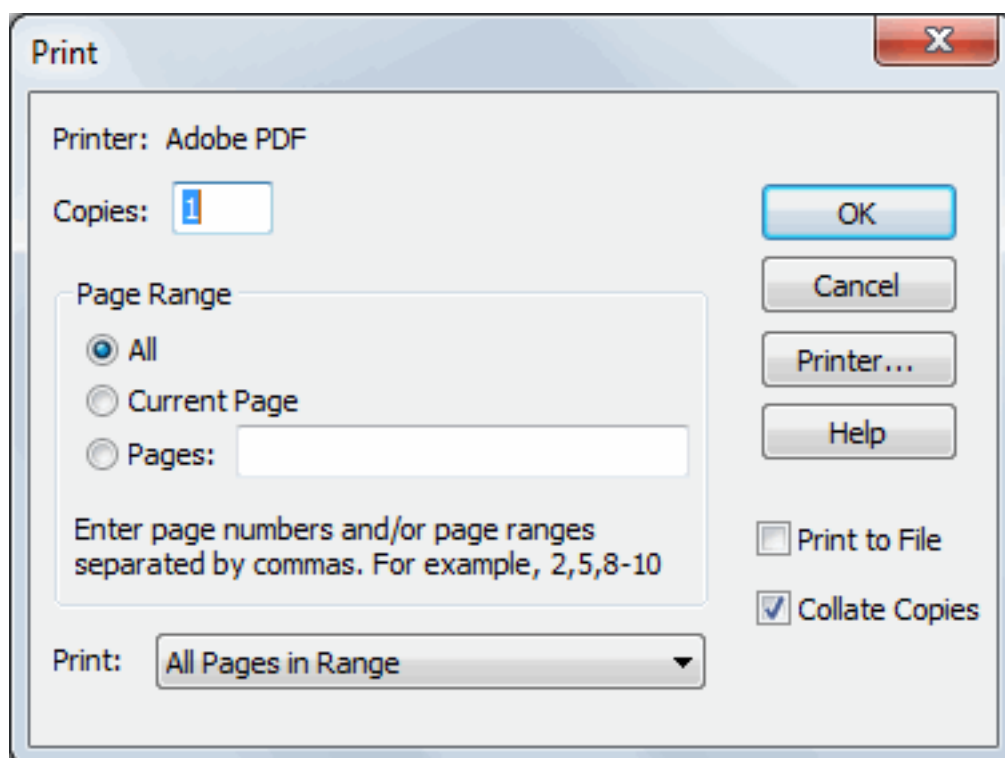 Print
Printer: Adobe PDF
Copies: 1
OK
Cancel
Printer...
Help
Page Range
All
Current Page
Pages:
Enter page numbers and/or page ranges
separated by commas. For example, 2,5,8-10
Print to File
Collate Copies
Print: All Pages in Range